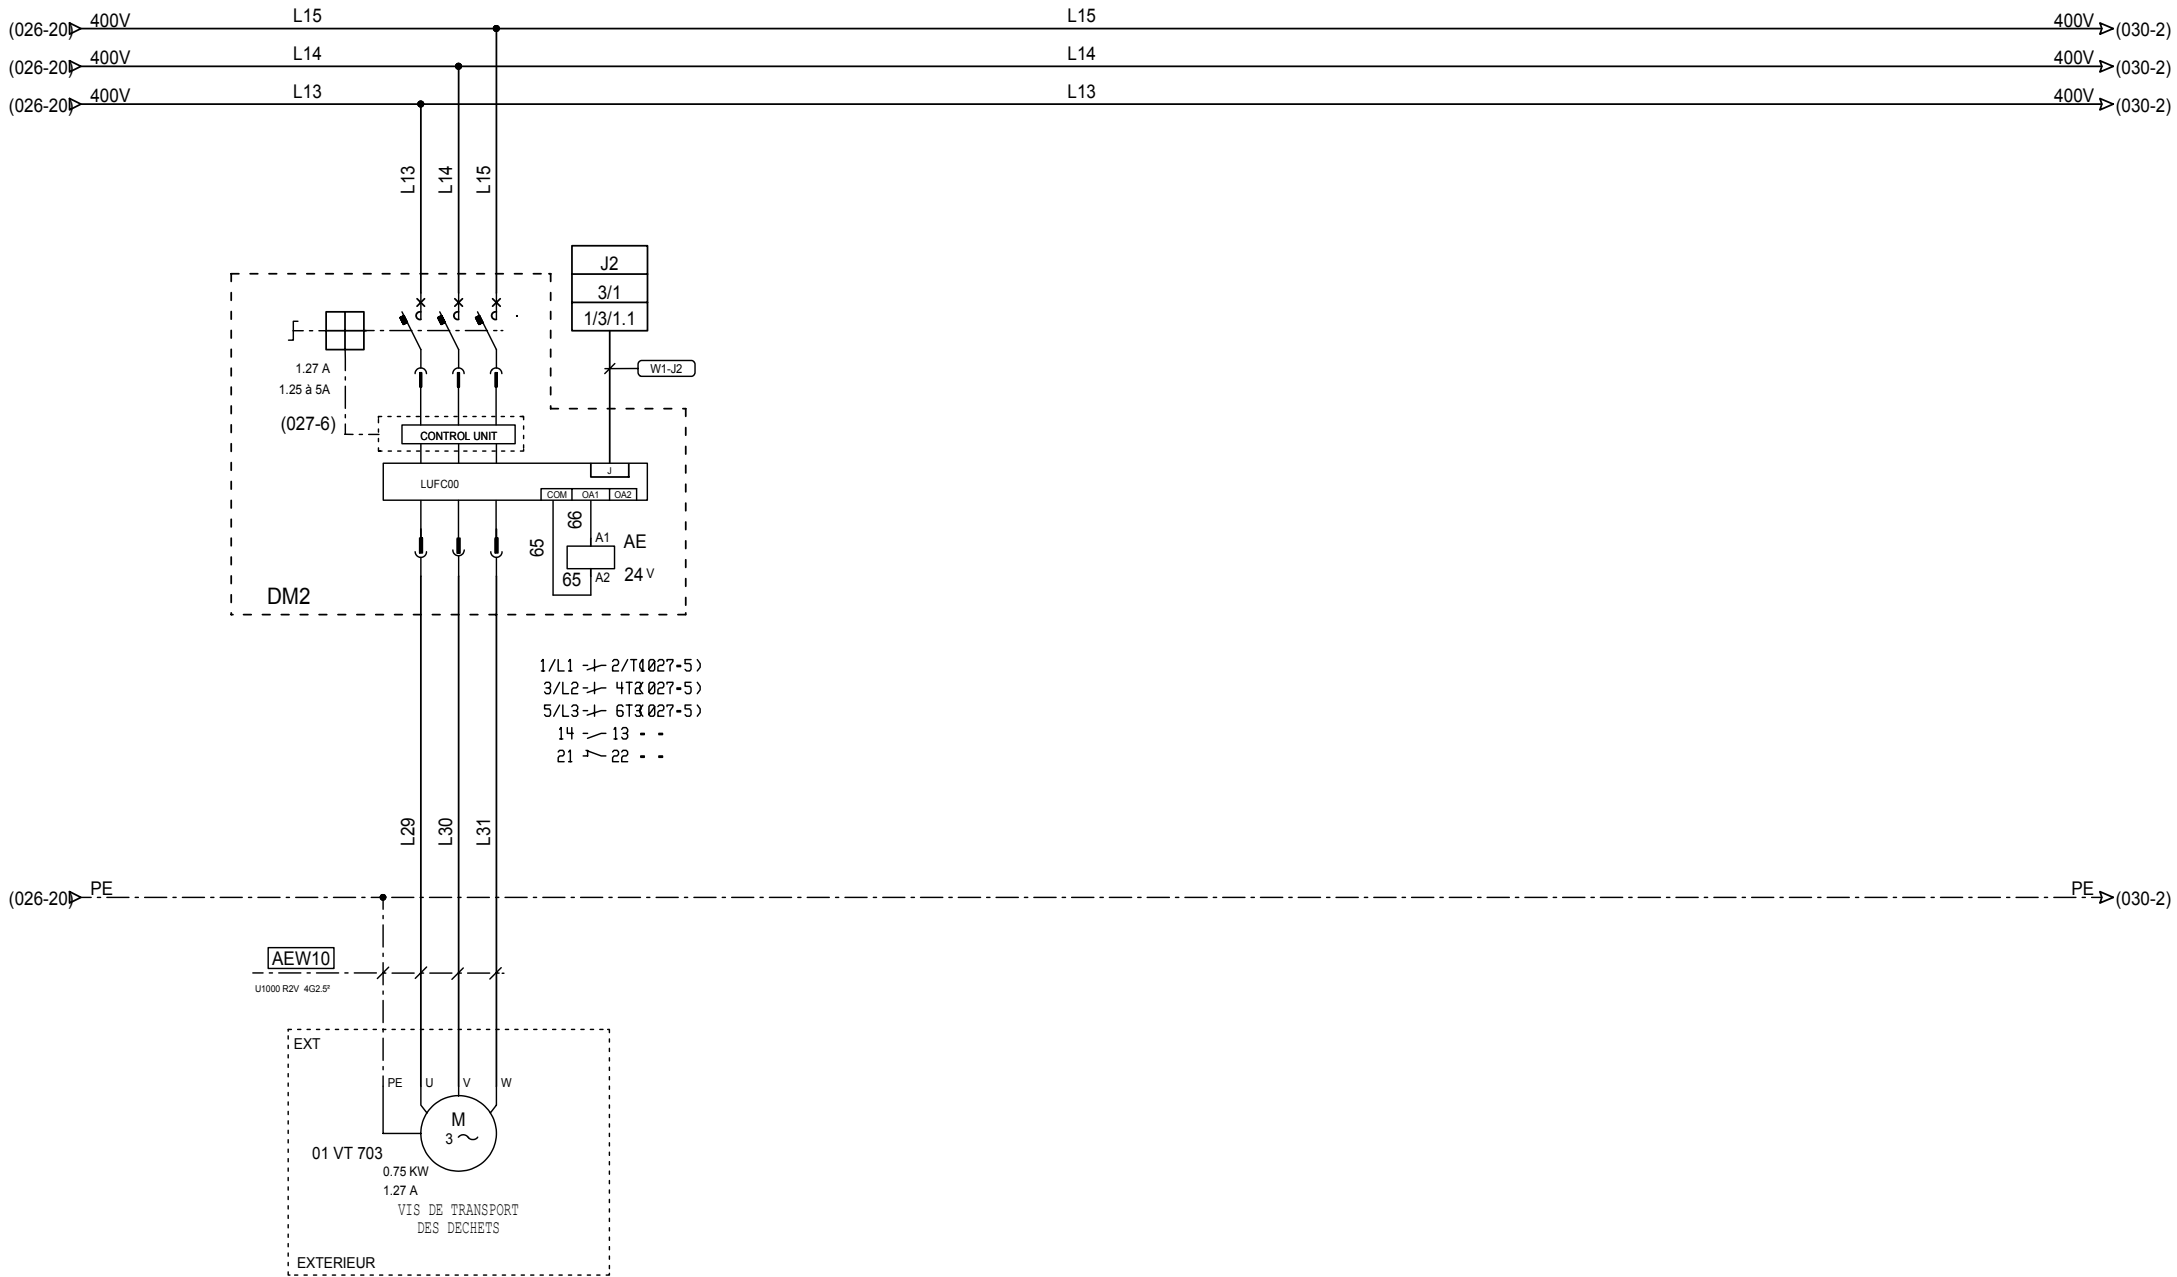 (026-20) 400V L15 L15 400V (030-2)
(026-20) 400V L14 L14 400V (030-2)
(026-20) 400V L13 L13 400V (030-2)
L13 L14 L15
J2
3/1
1/3/1.1
W1-J2
1.27 A
1.25 à 5A
(027-6)
CONTROL UNIT
J
LUFC00
COM OA1 OA2
66
65
A1 AE
65 A2 24 V
DM2
1/L1 2/T1(027-5)
3/L2 4T2(027-5)
5/L3 6T3(027-5)
14 13 - -
21 22 - -
L29 L30 L31
(026-20) PE PE (030-2)
AEW10
U1000 R2V 4G2.5²
EXT
PE U V W
M
3
01 VT 703
0.75 KW
1.27 A
VIS DE TRANSPORT
DES DECHETS
EXTERIEUR